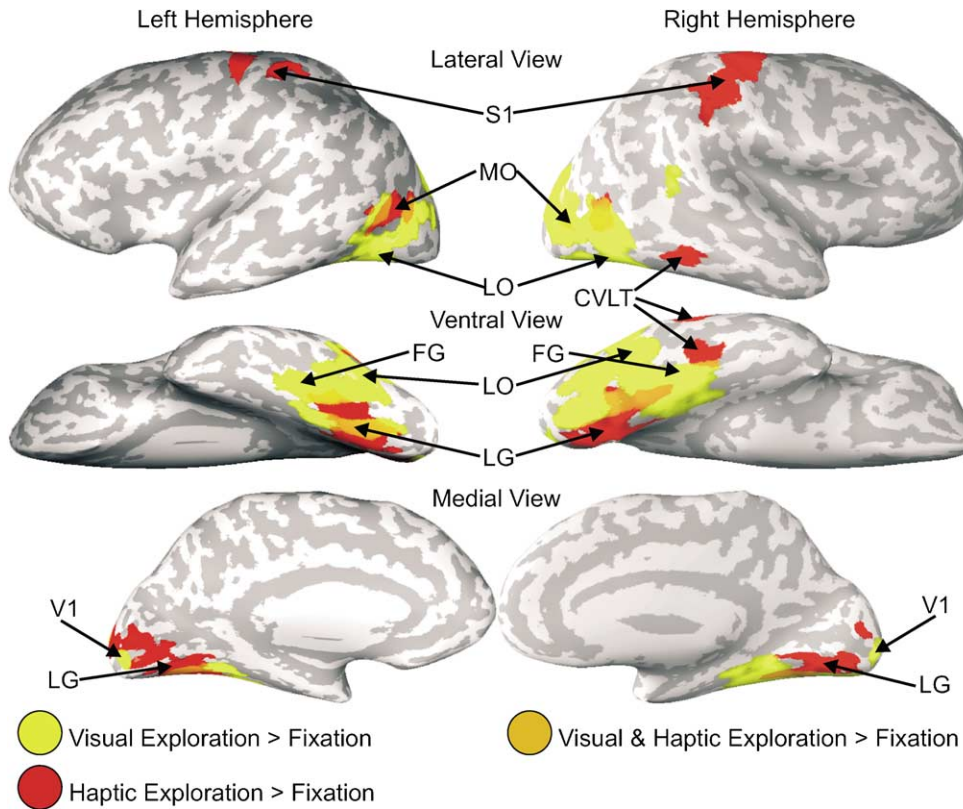 Left Hemisphere
Right Hemisphere
Lateral View
S1
MO
LO
CVLT
Ventral View
FG
FG
LO
LG
Medial View
V1
V1
LG
LG
Visual Exploration > Fixation
Visual & Haptic Exploration > Fixation
Haptic Exploration > Fixation